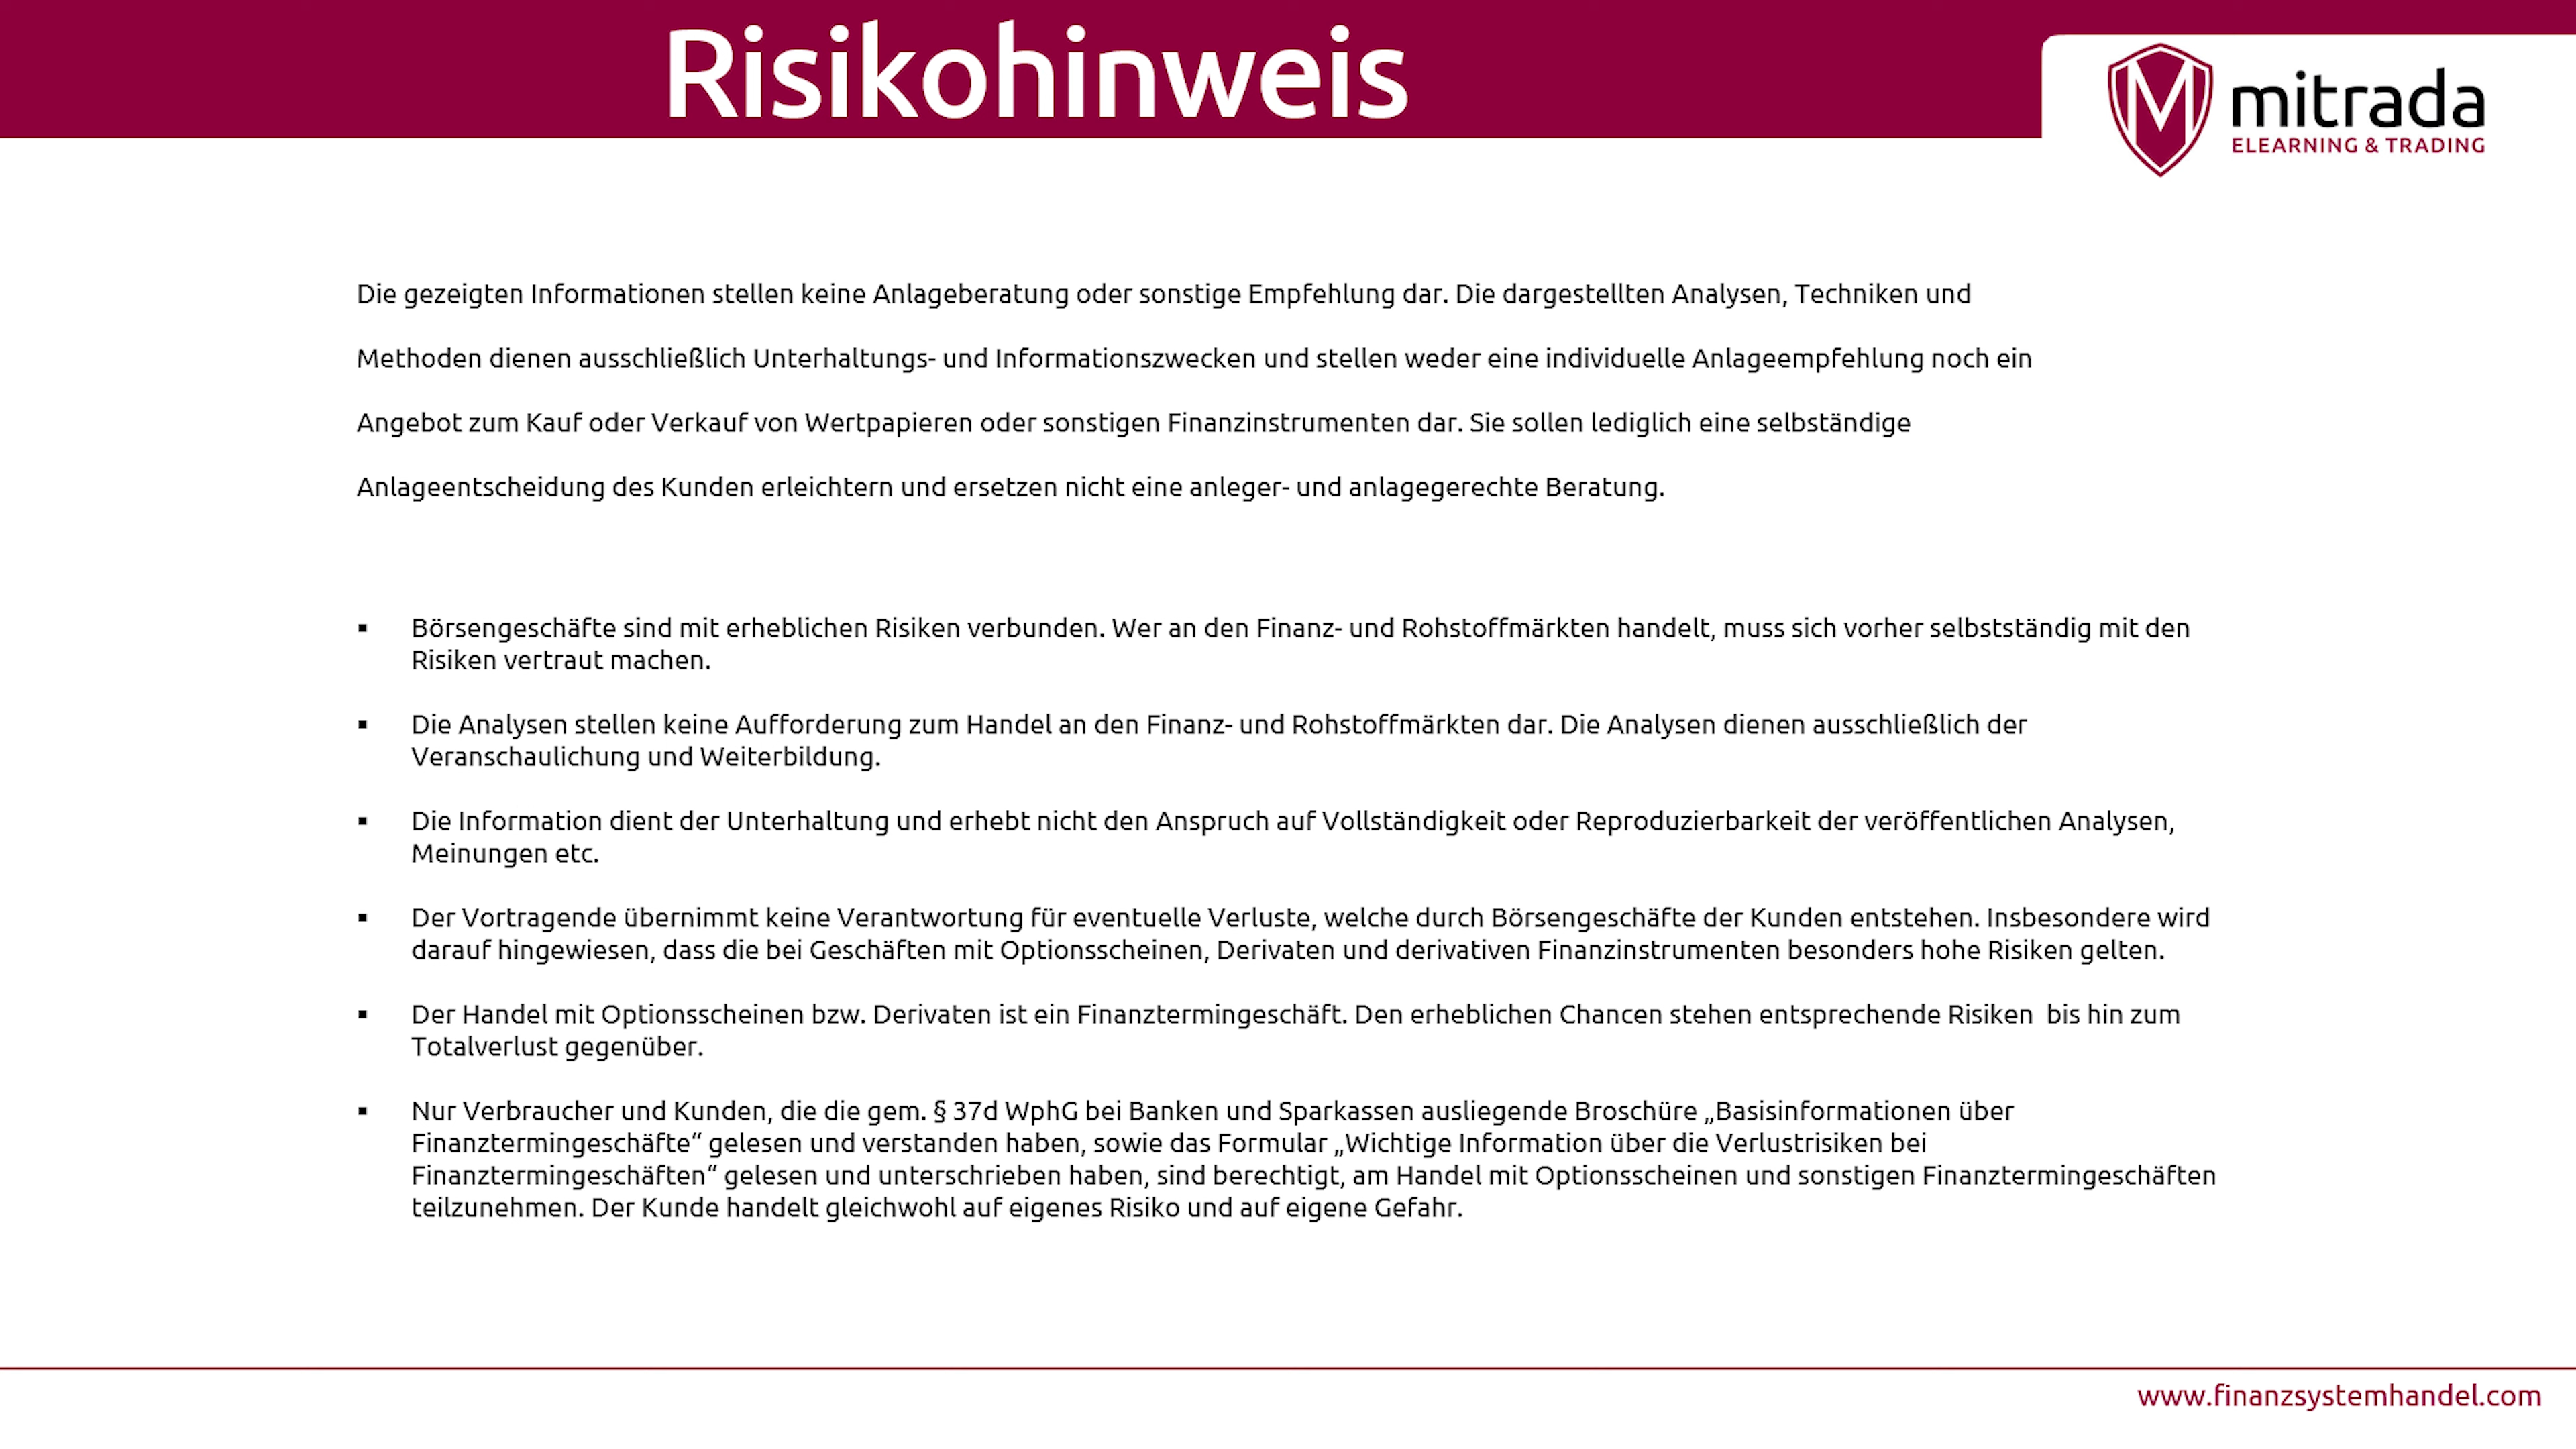 Risikohinweis
mitrada
ELEARNING & TRADING
Die gezeigten Informationen stellen keine Anlageberatung oder sonstige Empfehlung dar. Die dargestellten Analysen, Techniken und
Methoden dienen ausschließlich Unterhaltungs- und Informationszwecken und stellen weder eine individuelle Anlageempfehlung noch ein
Angebot zum Kauf oder Verkauf von Wertpapieren oder sonstigen Finanzinstrumenten dar. Sie sollen lediglich eine selbständige
Anlageentscheidung des Kunden erleichtern und ersetzen nicht eine anleger- und anlagegerechte Beratung.
▪ Börsengeschäfte sind mit erheblichen Risiken verbunden. Wer an den Finanz- und Rohstoffmärkten handelt, muss sich vorher selbstständig mit den
Risiken vertraut machen.
▪ Die Analysen stellen keine Aufforderung zum Handel an den Finanz- und Rohstoffmärkten dar. Die Analysen dienen ausschließlich der
Veranschaulichung und Weiterbildung.
▪ Die Information dient der Unterhaltung und erhebt nicht den Anspruch auf Vollständigkeit oder Reproduzierbarkeit der veröffentlichen Analysen,
Meinungen etc.
▪ Der Vortragende übernimmt keine Verantwortung für eventuelle Verluste, welche durch Börsengeschäfte der Kunden entstehen. Insbesondere wird
darauf hingewiesen, dass die bei Geschäften mit Optionsscheinen, Derivaten und derivativen Finanzinstrumenten besonders hohe Risiken gelten.
▪ Der Handel mit Optionsscheinen bzw. Derivaten ist ein Finanztermingeschäft. Den erheblichen Chancen stehen entsprechende Risiken bis hin zum
Totalverlust gegenüber.
▪ Nur Verbraucher und Kunden, die die gem. § 37d WphG bei Banken und Sparkassen ausliegende Broschüre „Basisinformationen über
Finanztermingeschäfte“ gelesen und verstanden haben, sowie das Formular „Wichtige Information über die Verlustrisiken bei
Finanztermingeschäften“ gelesen und unterschrieben haben, sind berechtigt, am Handel mit Optionsscheinen und sonstigen Finanztermingeschäften
teilzunehmen. Der Kunde handelt gleichwohl auf eigenes Risiko und auf eigene Gefahr.
www.finanzsystemhandel.com